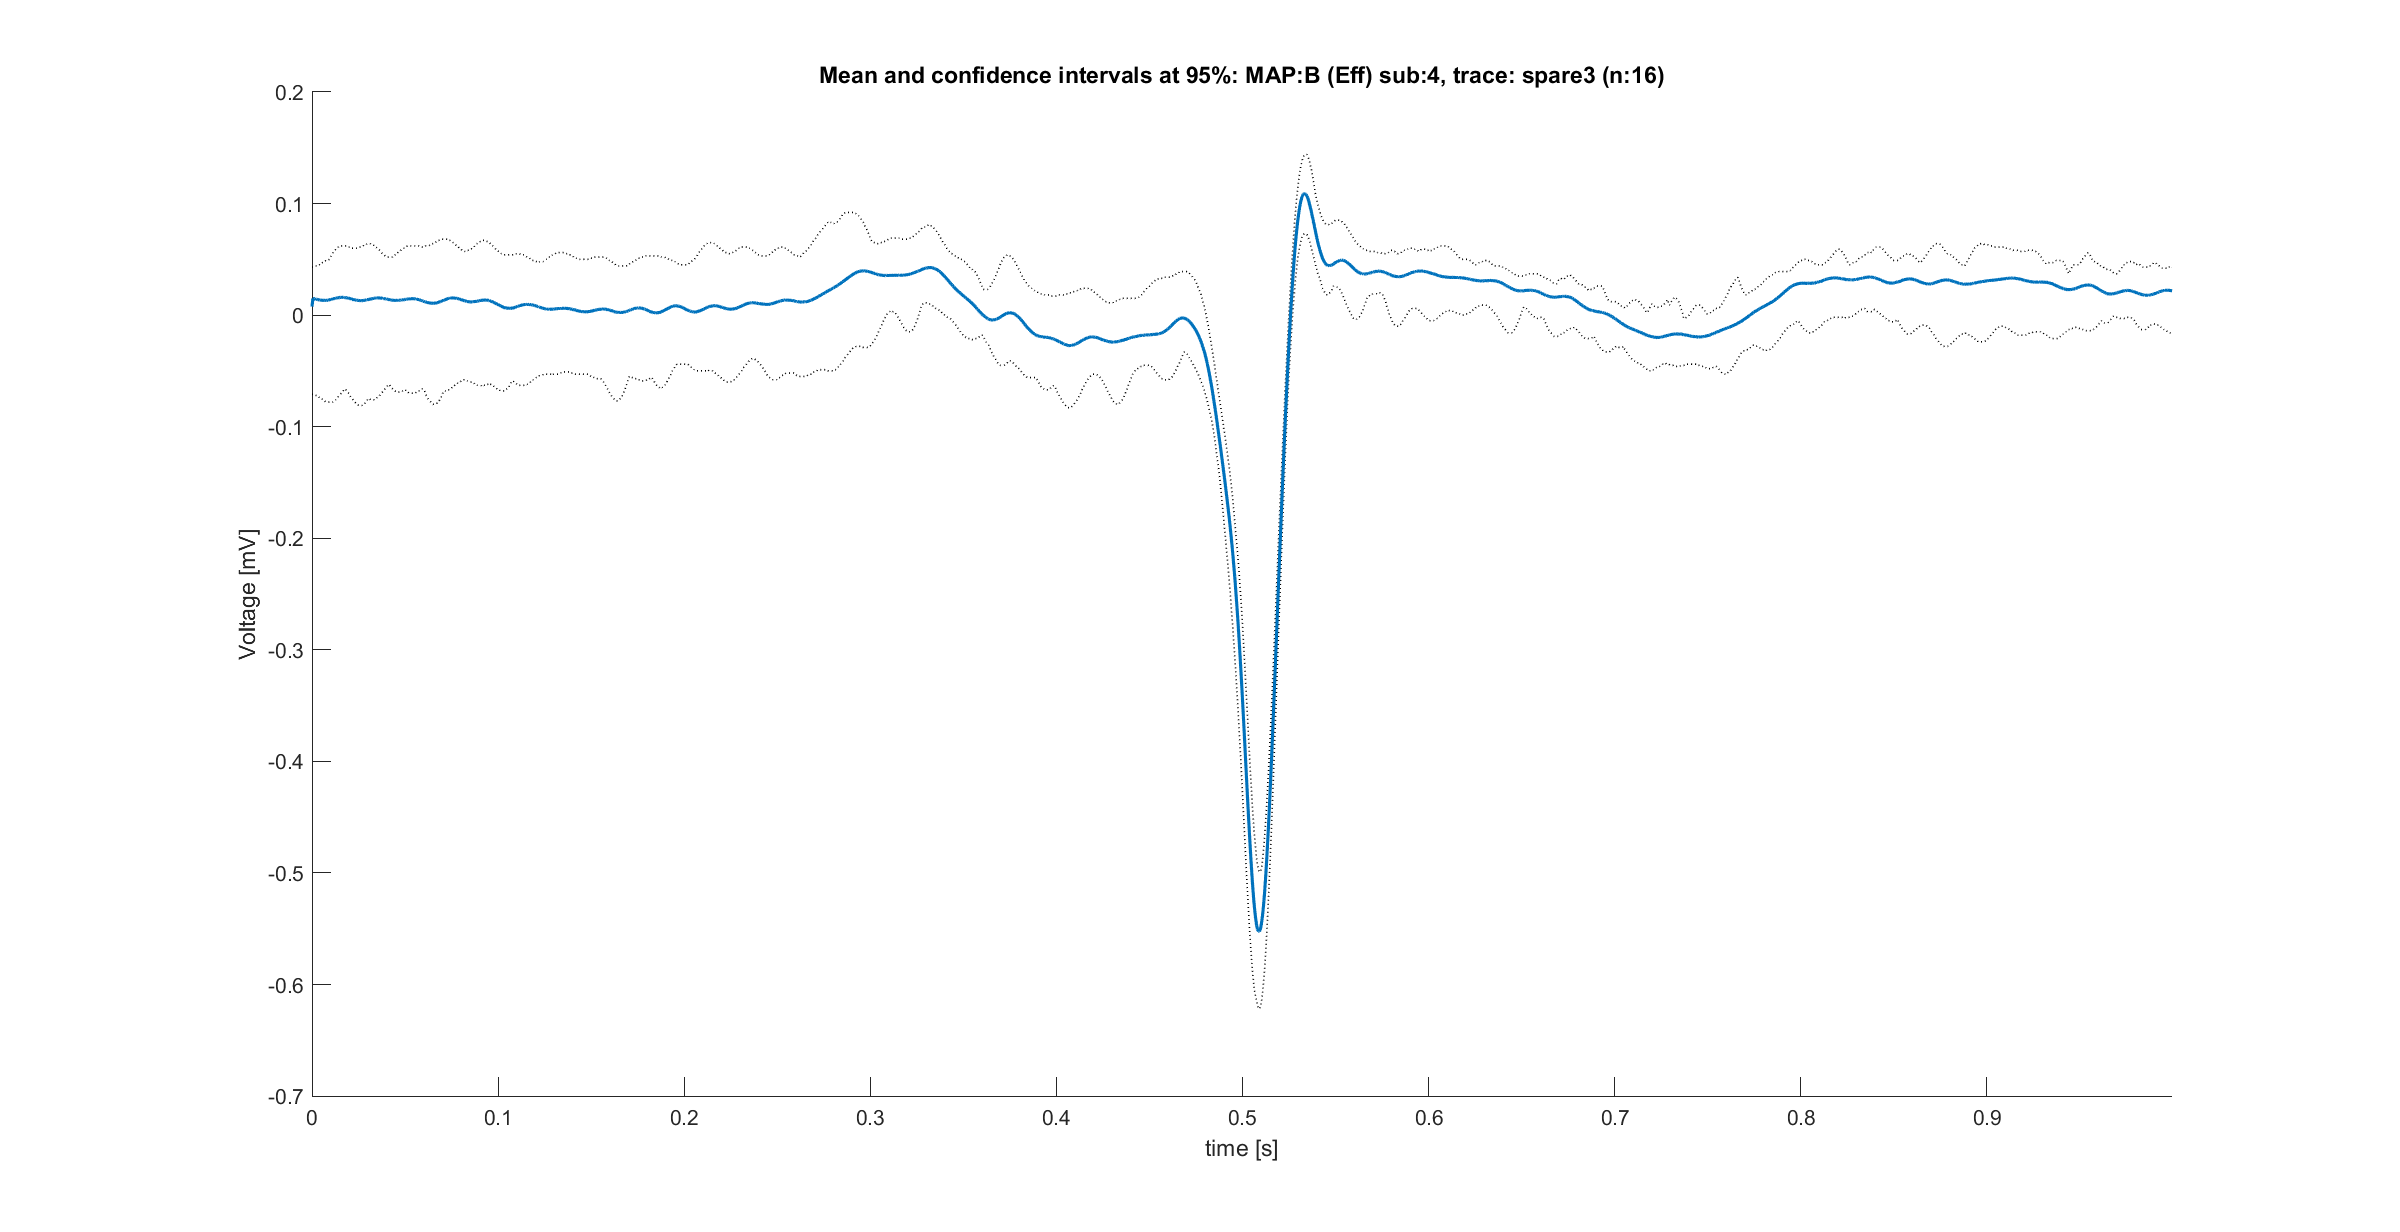 Mean and confidence intervals at 95%: MAP:B (Eff) sub:4, trace: spare3 (n:16)
0.2
0.1
0
-0.1
-0.2
-0.3
-0.4
-0.5
-0.6
-0.7
Voltage [mV]
0 0.1 0.2 0.3 0.4 0.5 0.6 0.7 0.8 0.9
time [s]